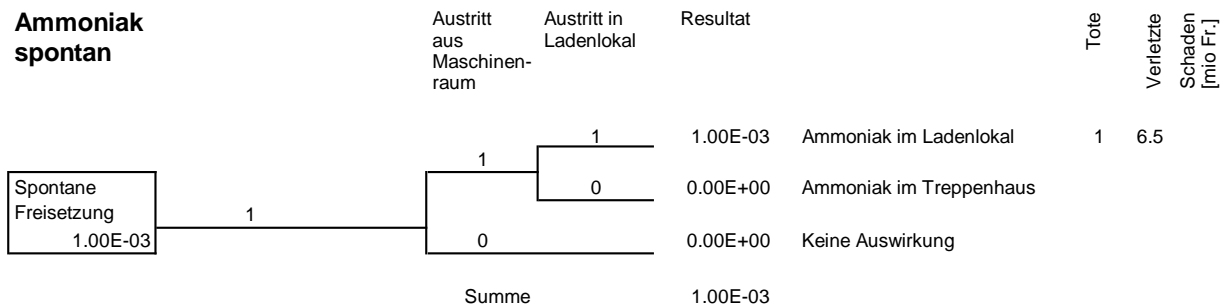 Ammoniak
spontan
Austritt
aus
Maschinen-
raum
Austritt in
Ladenlokal
Resultat
Tote
Verletzte
Schaden
[mio Fr.]
1
1.00E-03
Ammoniak im Ladenlokal
1
6.5
1
Spontane
Freisetzung
1.00E-03
1
0
0.00E+00
Ammoniak im Treppenhaus
0
0.00E+00
Keine Auswirkung
Summe
1.00E-03